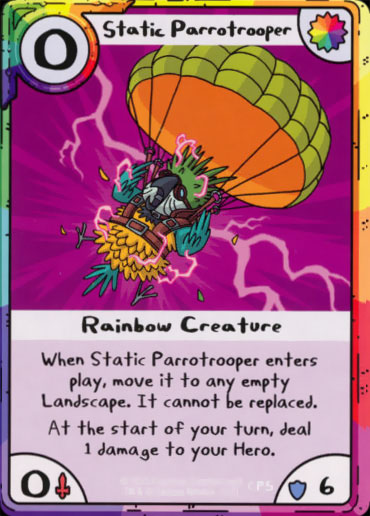 0
Static Parrotrooper
Rainbow Creature
When Static Parrotrooper enters
play, move it to any empty
Landscape. It cannot be replaced.
At the start of your turn, deal
1 damage to your Hero.
0
CP5
6